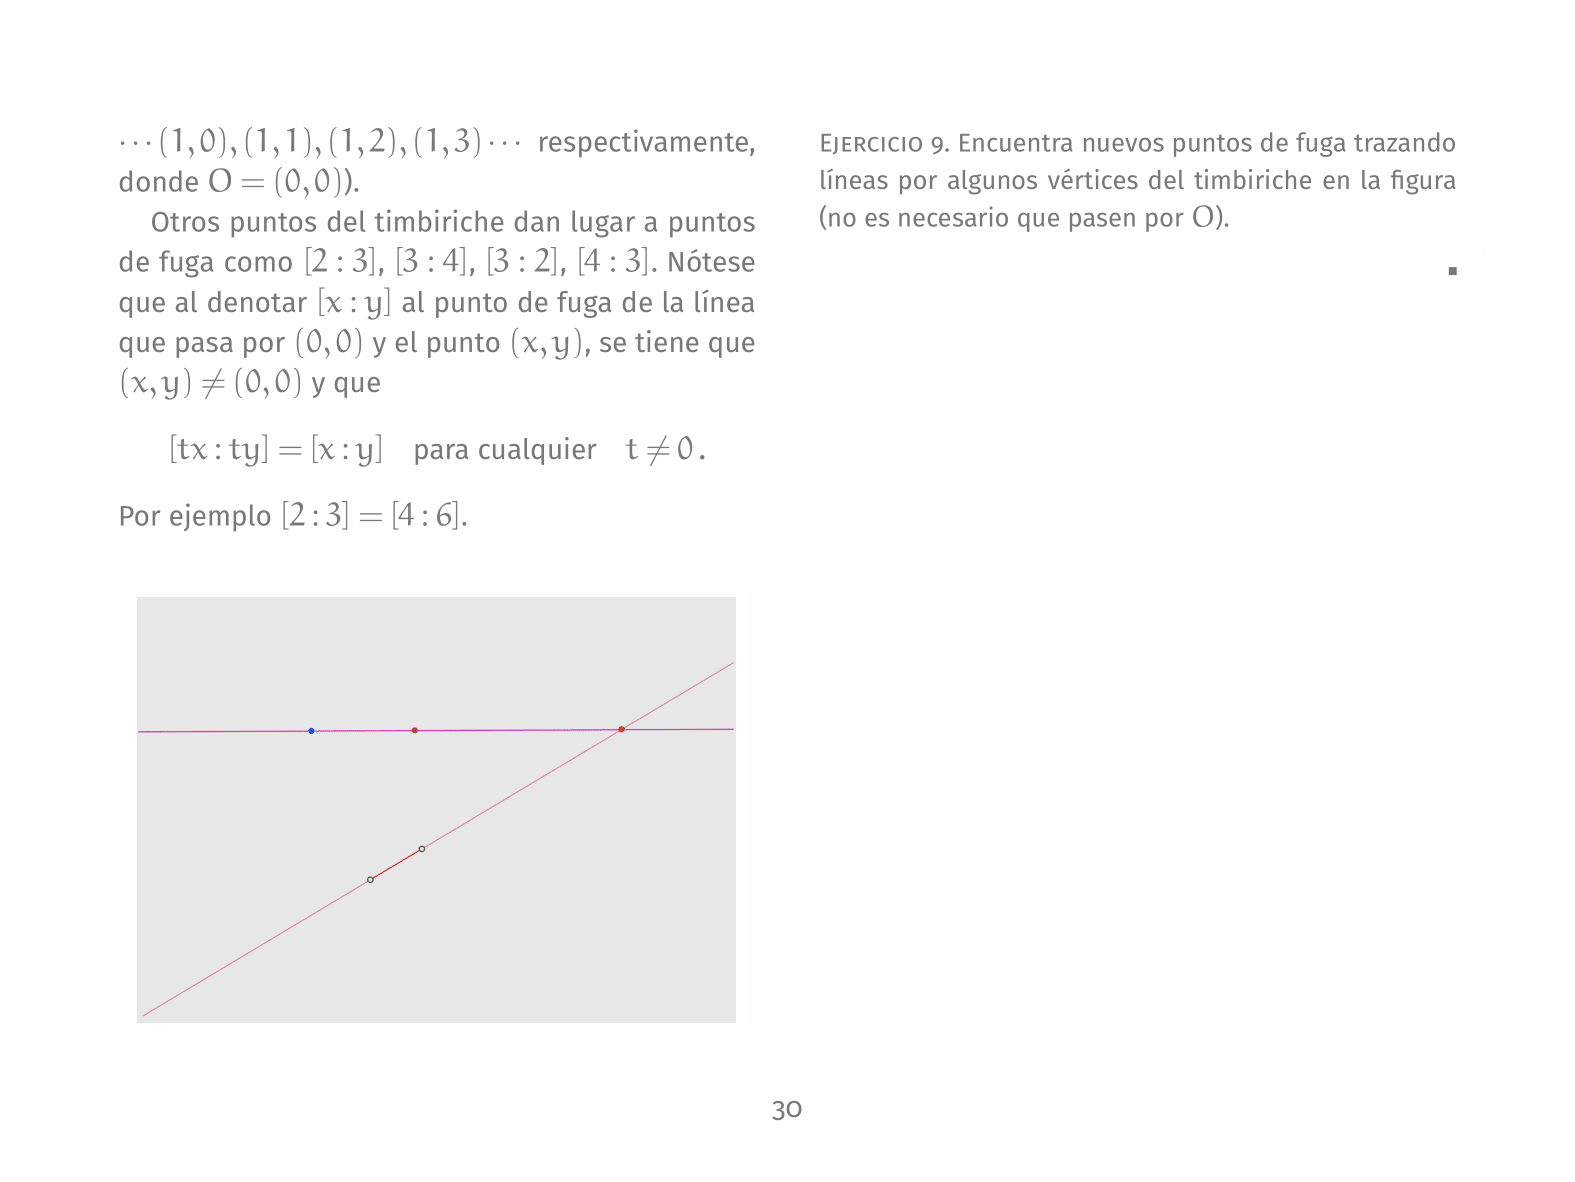 ··· (1,0), (1,1), (1,2), (1,3) ··· respectivamente,
donde O = (0,0)).
Otros puntos del timbiriche dan lugar a puntos
de fuga como [2 : 3], [3 : 4], [3 : 2], [4 : 3]. Nótese
que al denotar [x : y] al punto de fuga de la línea
que pasa por (0,0) y el punto (x,y), se tiene que
(x,y) ≠ (0,0) y que
[tx : ty] = [x : y] para cualquier t ≠ 0 .
Por ejemplo [2 : 3] = [4 : 6].
Ejercicio 9. Encuentra nuevos puntos de fuga trazando
líneas por algunos vértices del timbiriche en la figura
(no es necesario que pasen por O).
30